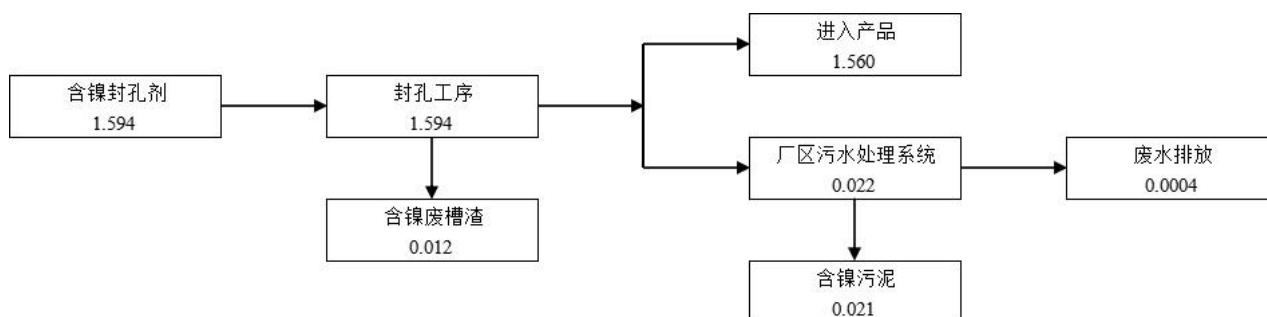 进入产品
1.560
含镍封孔剂
1.594
封孔工序
1.594
厂区污水处理系统
0.022
废水排放
0.0004
含镍废槽渣
0.012
含镍污泥
0.021